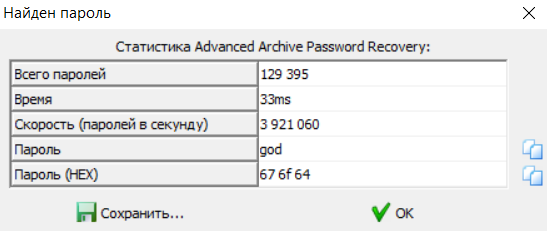 Найден пароль
Статистика Advanced Archive Password Recovery:
Всего паролей 129 395
Время 33ms
Скорость (паролей в секунду) 3 921 060
Пароль god
Пароль (HEX) 67 6f 64
Сохранить... OK